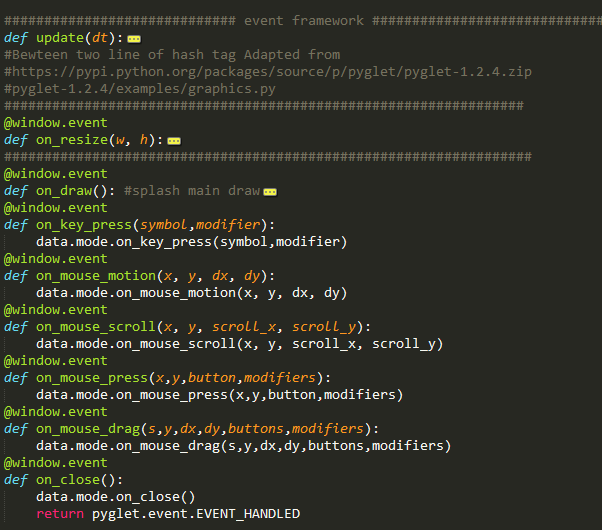 ############################# event framework #############################
def update(dt):
#Bewteen two line of hash tag Adapted from
#https://pypi.python.org/packages/source/p/pyglet/pyglet-1.2.4.zip
#pyglet-1.2.4/examples/graphics.py
#################################################################
@window.event
def on_resize(w, h):
##################################################################
@window.event
def on_draw(): #splash main draw
@window.event
def on_key_press(symbol,modifier):
    data.mode.on_key_press(symbol,modifier)
@window.event
def on_mouse_motion(x, y, dx, dy):
    data.mode.on_mouse_motion(x, y, dx, dy)
@window.event
def on_mouse_scroll(x, y, scroll_x, scroll_y):
    data.mode.on_mouse_scroll(x, y, scroll_x, scroll_y)
@window.event
def on_mouse_press(x,y,button,modifiers):
    data.mode.on_mouse_press(x,y,button,modifiers)
@window.event
def on_mouse_drag(s,y,dx,dy,buttons,modifiers):
    data.mode.on_mouse_drag(s,y,dx,dy,buttons,modifiers)
@window.event
def on_close():
    data.mode.on_close()
    return pyglet.event.EVENT_HANDLED